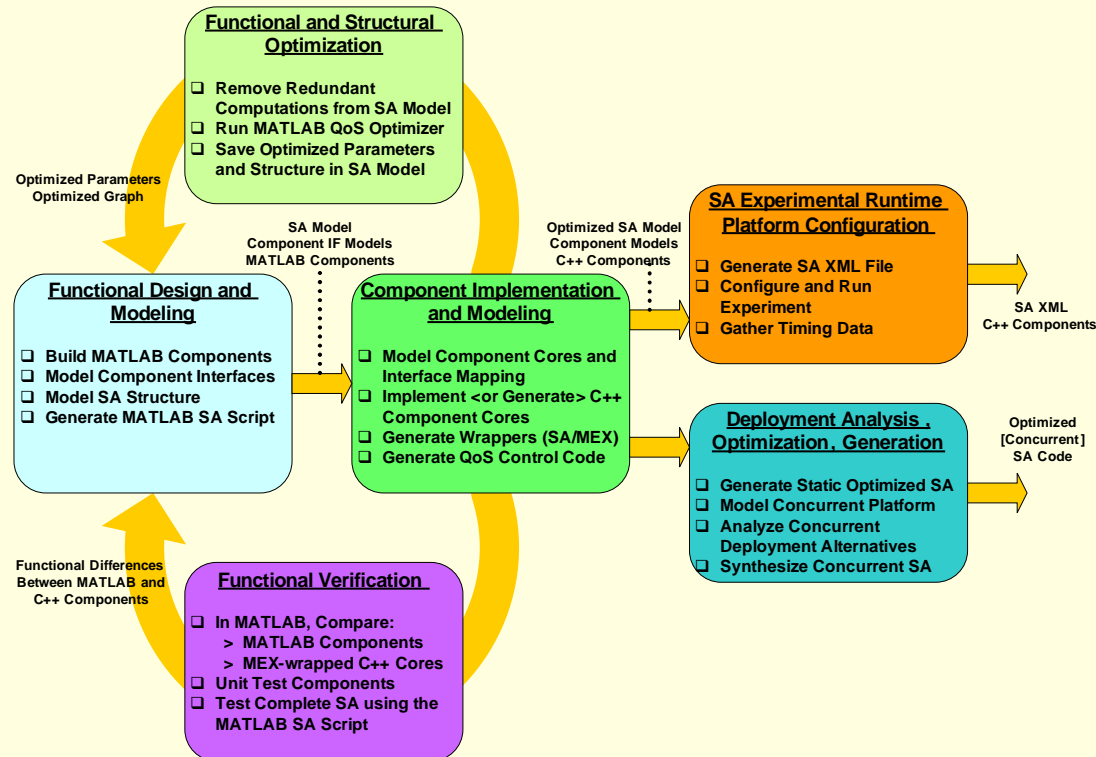 Functional and Structural
Optimization
❑ Remove Redundant
Computations from SA Model
❑ Run MATLAB QoS Optimizer
❑ Save Optimized Parameters
and Structure in SA Model
Optimized Parameters
Optimized Graph
SA Model
Component IF Models
MATLAB Components
Optimized SA Model
Component Models
C++ Components
SA Experimental Runtime
Platform Configuration
❑ Generate SA XML File
❑ Configure and Run
Experiment
❑ Gather Timing Data
SA XML
C++ Components
Functional Design and
Modeling
❑ Build MATLAB Components
❑ Model Component Interfaces
❑ Model SA Structure
❑ Generate MATLAB SA Script
Component Implementation
and Modeling
❑ Model Component Cores and
Interface Mapping
❑ Implement <or Generate> C++
Component Cores
❑ Generate Wrappers (SA/MEX)
❑ Generate QoS Control Code
Deployment Analysis ,
Optimization , Generation
❑ Generate Static Optimized SA
❑ Model Concurrent Platform
❑ Analyze Concurrent
Deployment Alternatives
❑ Synthesize Concurrent SA
Optimized
[Concurrent]
SA Code
Functional Differences
Between MATLAB and
C++ Components
Functional Verification
❑ In MATLAB, Compare:
> MATLAB Components
> MEX-wrapped C++ Cores
❑ Unit Test Components
❑ Test Complete SA using the
MATLAB SA Script